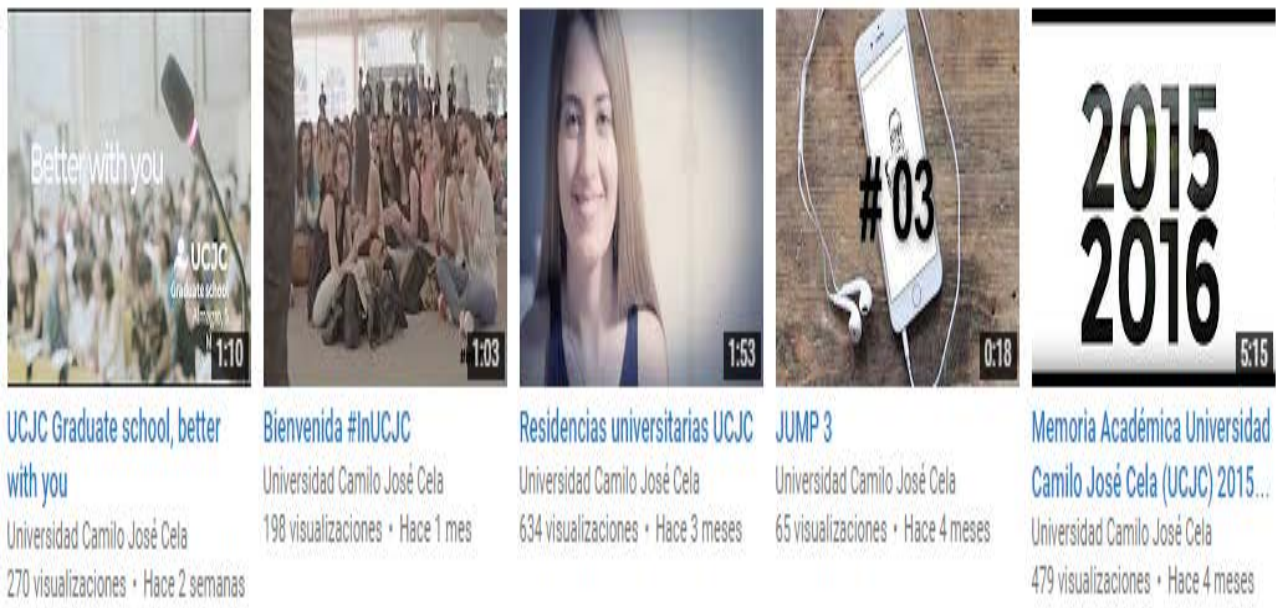 Better with you
UCJC
Graduate school
Almagro, 5
1:10
UCJC Graduate school, better
with you
Universidad Camilo José Cela
270 visualizaciones • Hace 2 semanas
1:03
Bienvenida #InUCJC
Universidad Camilo José Cela
198 visualizaciones • Hace 1 mes
1:53
Residencias universitarias UCJC
Universidad Camilo José Cela
634 visualizaciones • Hace 3 meses
# 03
0:18
JUMP 3
Universidad Camilo José Cela
65 visualizaciones • Hace 4 meses
2015
2016
5:15
Memoria Académica Universidad
Camilo José Cela (UCJC) 2015...
Universidad Camilo José Cela
479 visualizaciones • Hace 4 meses